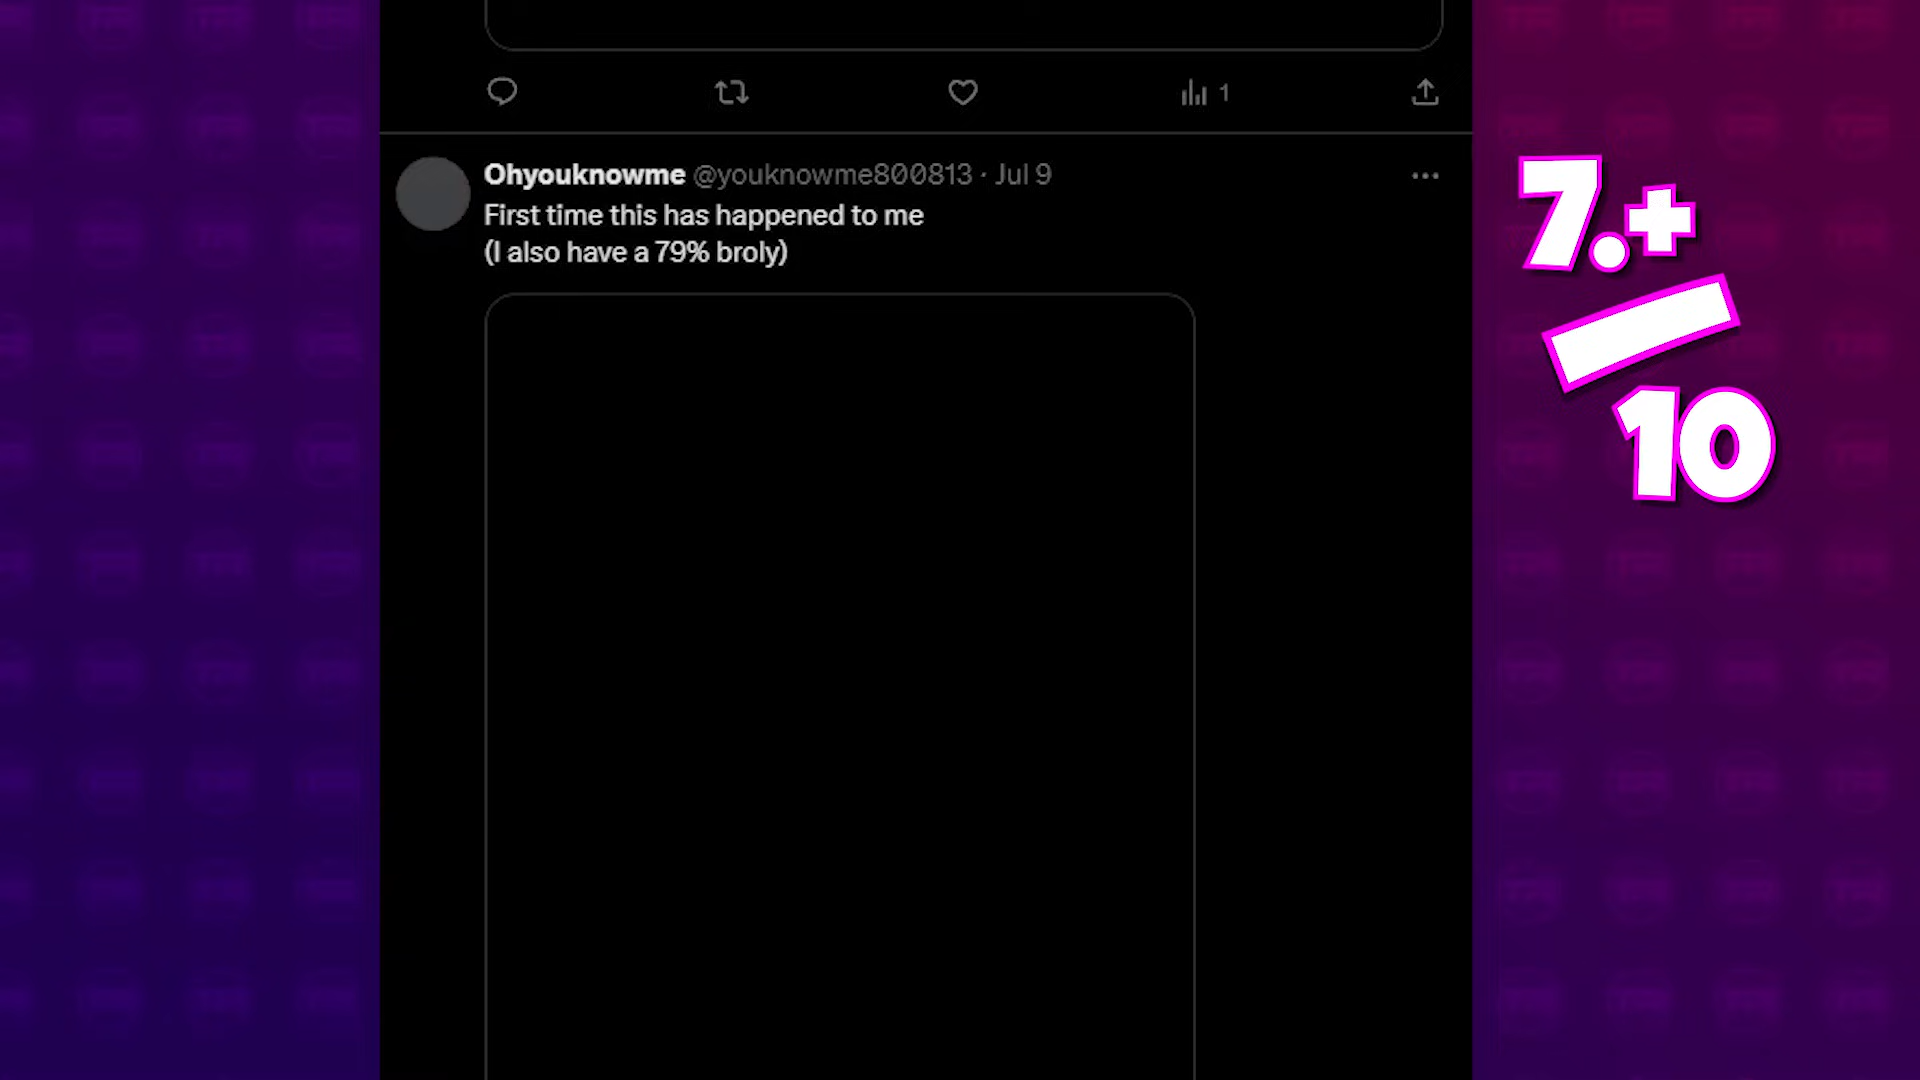 1
Ohyouknowme @youknowme800813 · Jul 9
First time this has happened to me
(I also have a 79% broly)
7.+
10